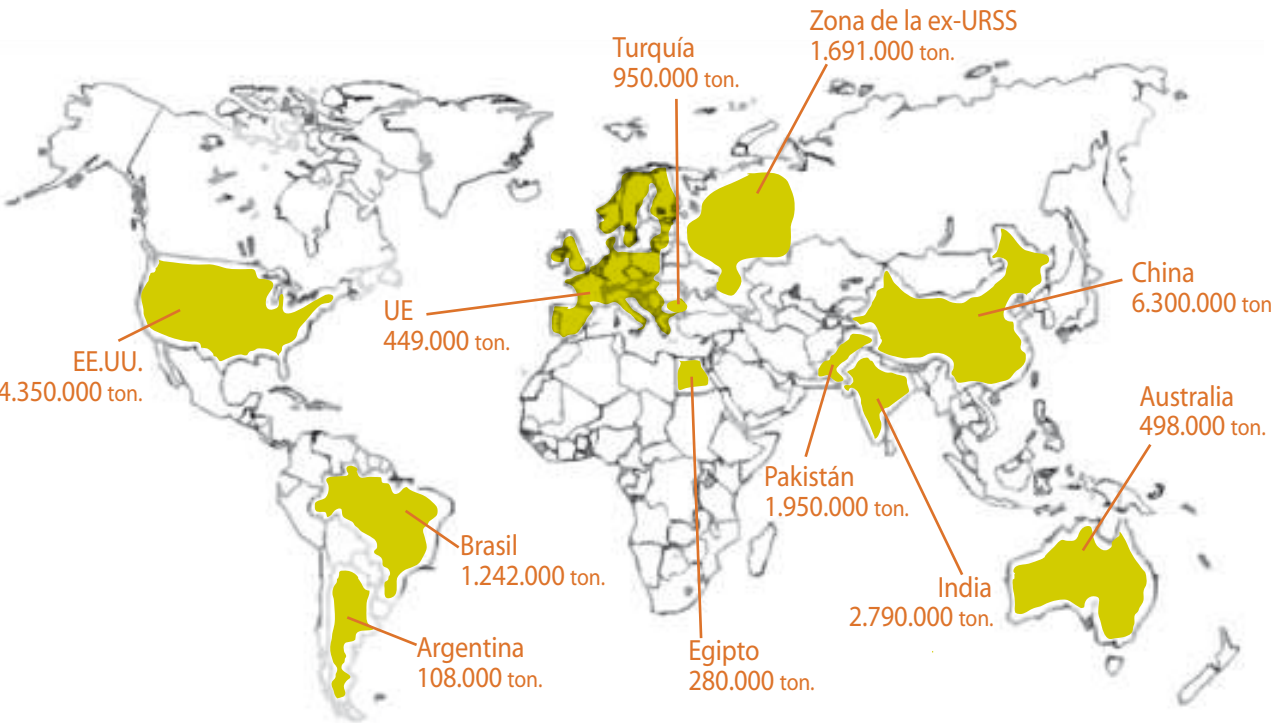 Zona de la ex-URSS
1.691.000 ton.
Turquía
950.000 ton.
China
6.300.000 ton
UE
449.000 ton.
EE.UU.
4.350.000 ton.
Australia
498.000 ton.
Pakistán
1.950.000 ton.
Brasil
1.242.000 ton.
India
2.790.000 ton.
Argentina
108.000 ton.
Egipto
280.000 ton.